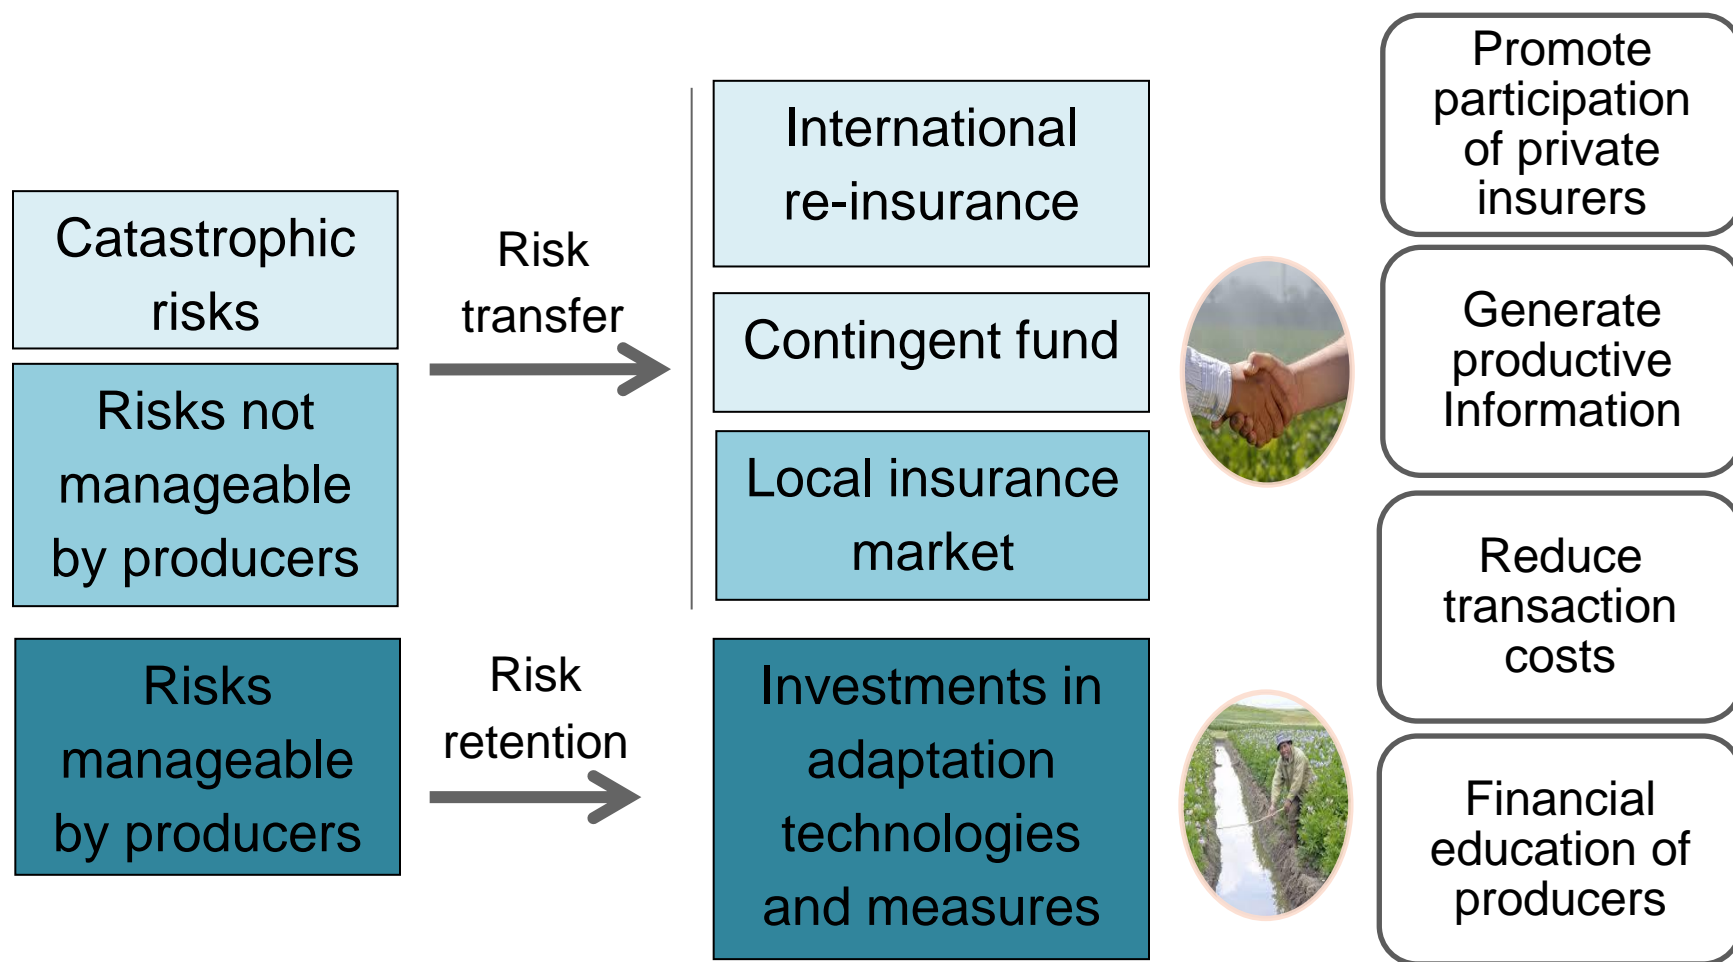 Catastrophic
risks
Risks not
manageable
by producers
Risks
manageable
by producers
Risk
transfer
Risk
retention
International
re-insurance
Contingent fund
Local insurance
market
Investments in
adaptation
technologies
and measures
Promote
participation
of private
insurers
Generate
productive
Information
Reduce
transaction
costs
Financial
education of
producers